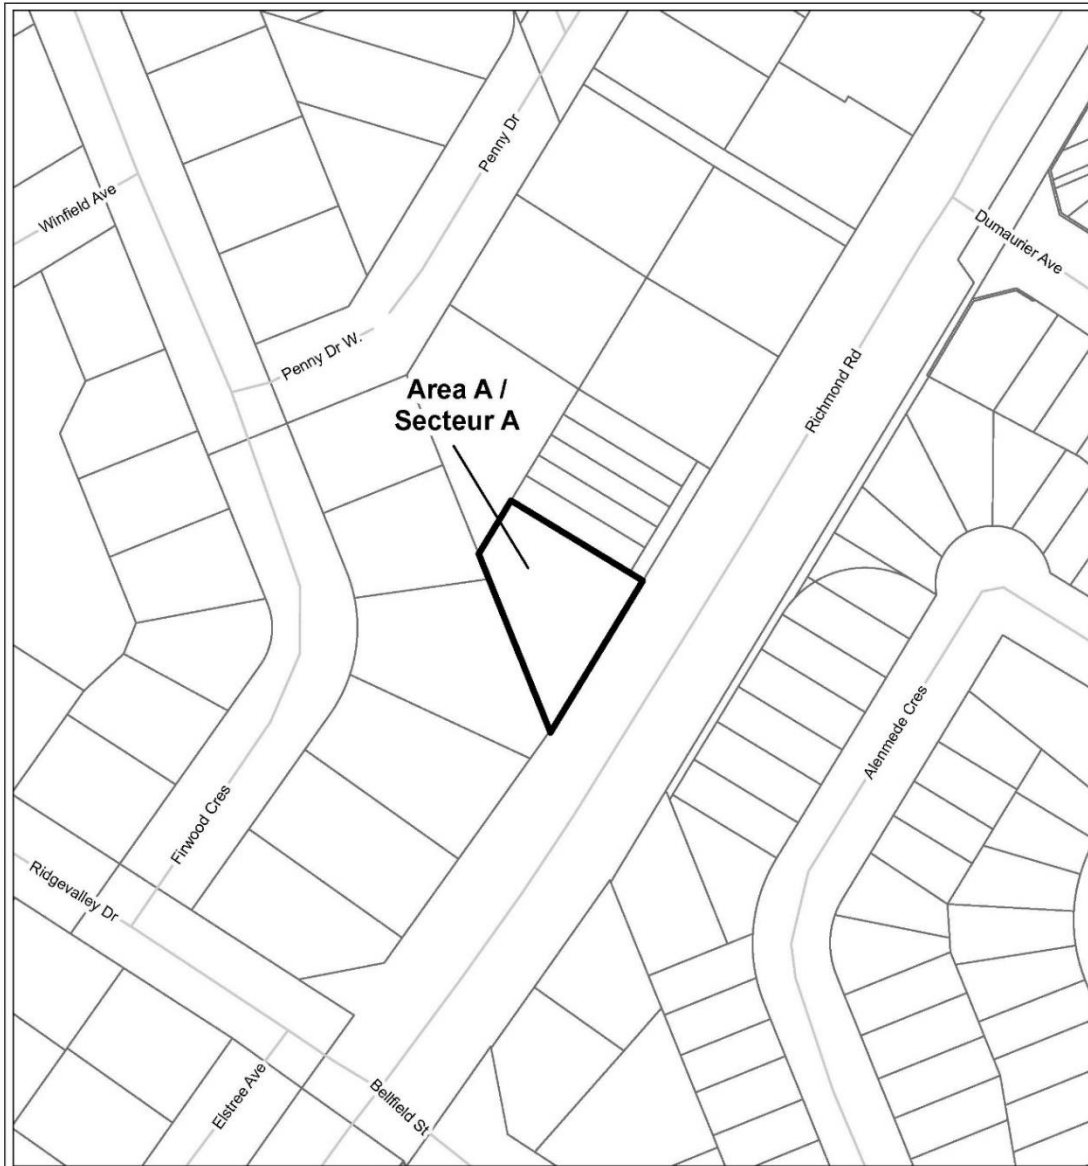 Penny Dr
Winfield Ave
Dumaurier Ave
Penny Dr W.
Richmond Rd
Area A /
Secteur A
Alenmede Cres
Firwood Cres
Ridgevalley Dr
Elstree Ave
Bellfield St